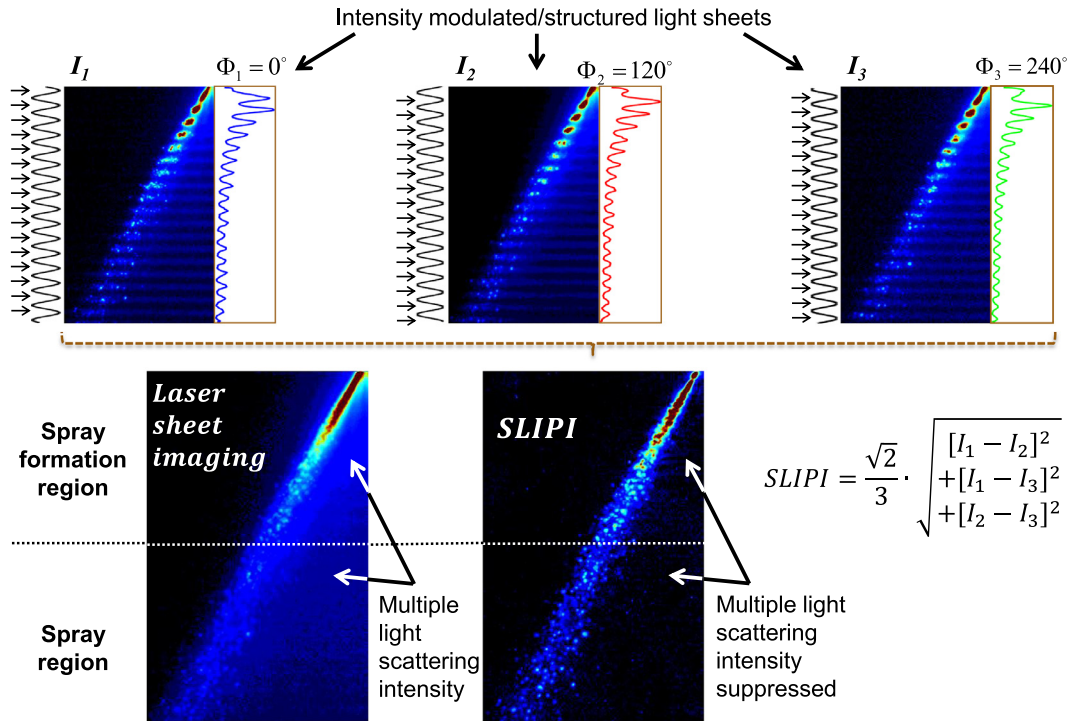 Intensity modulated/structured light sheets
I₁
Φ₁ = 0°
I₂
Φ₂ = 120°
I₃
Φ₃ = 240°
Laser
sheet
imaging
SLIPI
Spray
formation
region
SLIPI = √2/3 · √([I₁ − I₂]²
+[I₁ − I₃]²
+[I₂ − I₃]²)
Spray
region
Multiple
light
scattering
intensity
Multiple light
scattering
intensity
suppressed